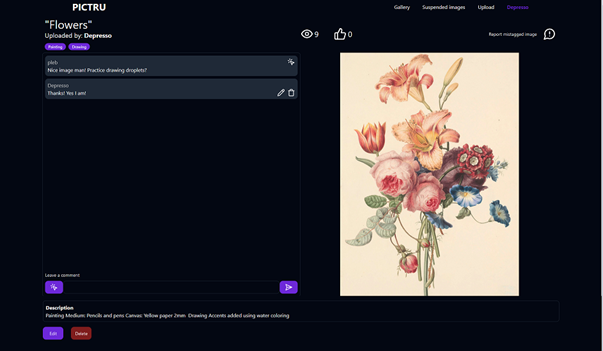 PICTRU
Gallery Suspended images Upload Depresso
"Flowers"
Uploaded by: Depresso
9 0
Report mistagged image
Painting Drawing
pleb
Nice image man! Practice drawing droplets?
Depresso
Thanks! Yes I am!
Leave a comment
Description
Painting Medium: Pencils and pens Canvas: Yellow paper 2mm Drawing Accents added using water coloring
Edit Delete